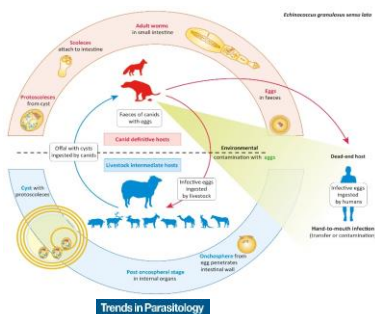 Echinococcus granulosus sensu lato
Adult worms
in small intestine
Scoleces
attach to intestine
Protoscoleces
from cyst
Eggs
in faeces
Faeces of canids
with eggs
Offal with cysts
ingested by canids
Canid definitive hosts
Livestock intermediate hosts
Environmental
contamination with eggs
Dead-end host
Infective eggs
ingested
by livestock
Infective eggs
ingested
by humans
Hand-to-mouth infection
(transfer or contamination)
Cyst with
protoscoleces
Oncosphere from
egg penetrates
intestinal wall
Post-oncospheral stage
in internal organs
Trends in Parasitology